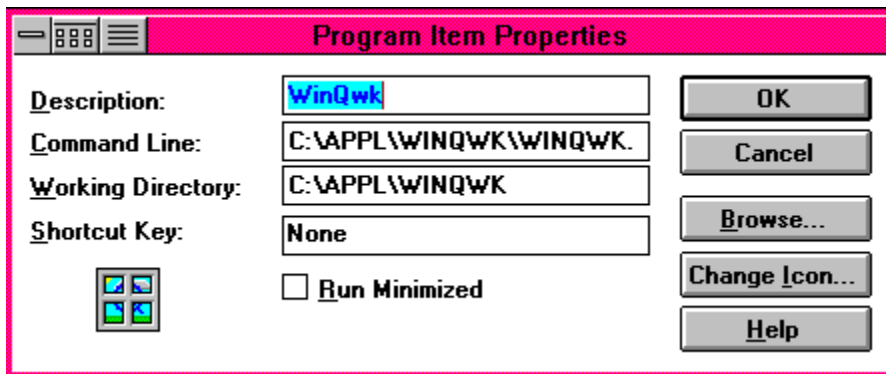 Program Item Properties
Description: WinQwk OK
Command Line: C:\APPL\WINQWK\WINQWK. Cancel
Working Directory: C:\APPL\WINQWK
Shortcut Key: None Browse...
Run Minimized Change Icon...
Help